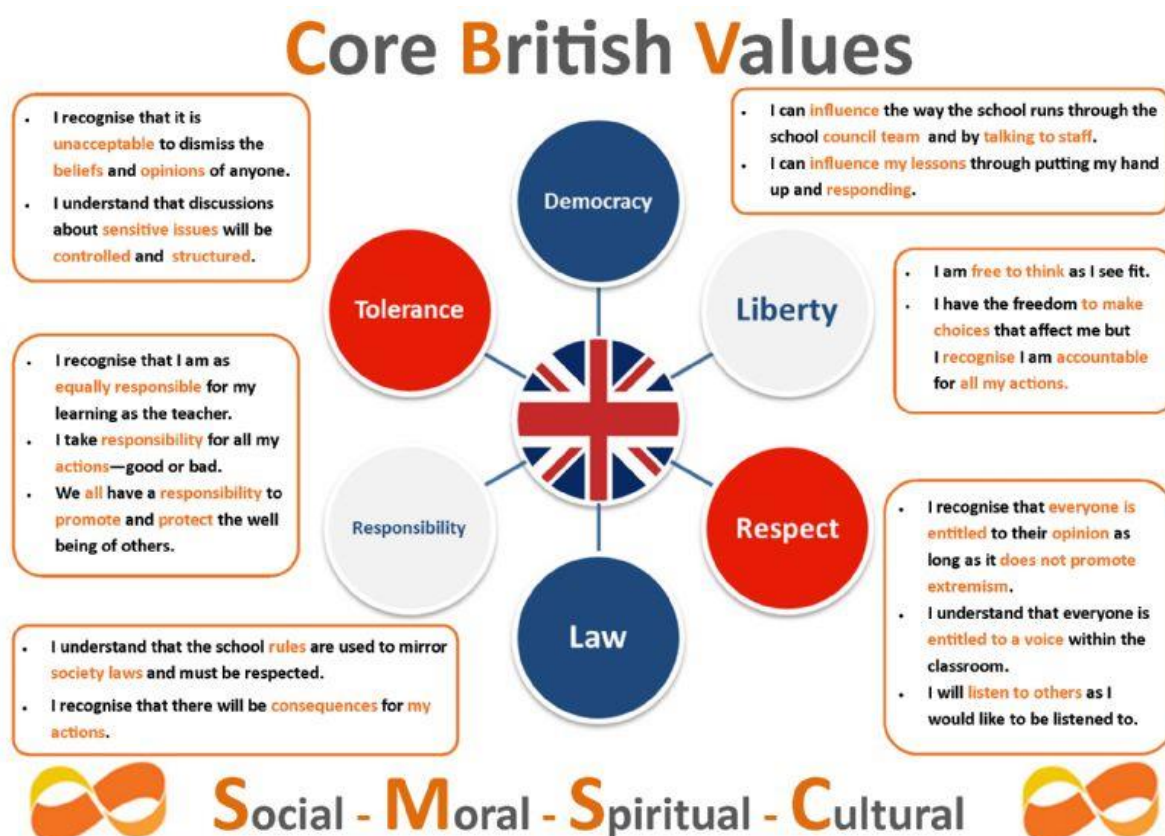 Core British Values
• I recognise that it is
unacceptable to dismiss the
beliefs and opinions of anyone.
• I understand that discussions
about sensitive issues will be
controlled and structured.
• I can influence the way the school runs through the
school council team and by talking to staff.
• I can influence my lessons through putting my hand
up and responding.
Democracy
Tolerance
Liberty
• I am free to think as I see fit.
• I have the freedom to make
choices that affect me but
I recognise I am accountable
for all my actions.
• I recognise that I am as
equally responsible for my
learning as the teacher.
• I take responsibility for all my
actions—good or bad.
• We all have a responsibility to
promote and protect the well
being of others.
Responsibility
Respect
• I recognise that everyone is
entitled to their opinion as
long as it does not promote
extremism.
• I understand that everyone is
entitled to a voice within the
classroom.
• I will listen to others as I
would like to be listened to.
Law
• I understand that the school rules are used to mirror
society laws and must be respected.
• I recognise that there will be consequences for my
actions.
Social - Moral - Spiritual - Cultural